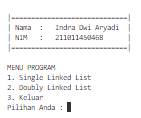 |=============================|
| Nama  :   Indra Dwi Aryadi  |
| NIM   :   211011450468      |
|=============================|
MENU PROGRAM
1. Single Linked List
2. Doubly Linked List
3. Keluar
Pilihan Anda :